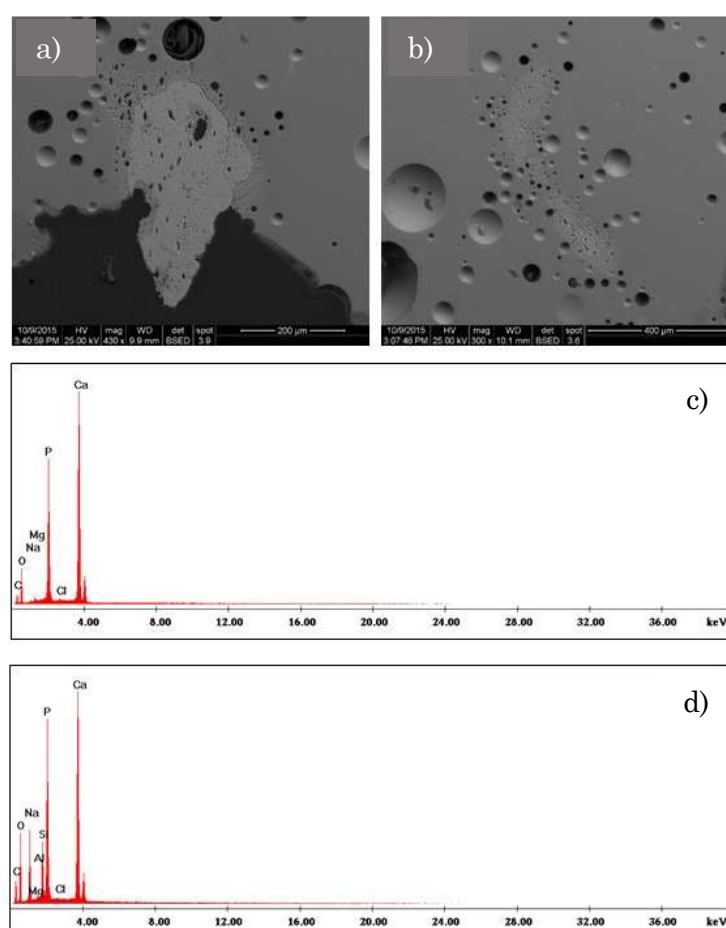 a)
10/9/2015 HV mag WD det spot 200 µm
3:40:59 PM 25.00 kV 430 x 9.9 mm BSED 3.9
b)
10/9/2015 HV mag WD det spot 400 µm
3:07:46 PM 25.00 kV 300 x 10.1 mm BSED 3.6
c)
Ca
P
Mg
Na
O
C
Cl
4.00 8.00 12.00 16.00 20.00 24.00 28.00 32.00 36.00 keV
d)
Ca
P
Na
O
Si
Al
C
Mg
Cl
4.00 8.00 12.00 16.00 20.00 24.00 28.00 32.00 36.00 keV